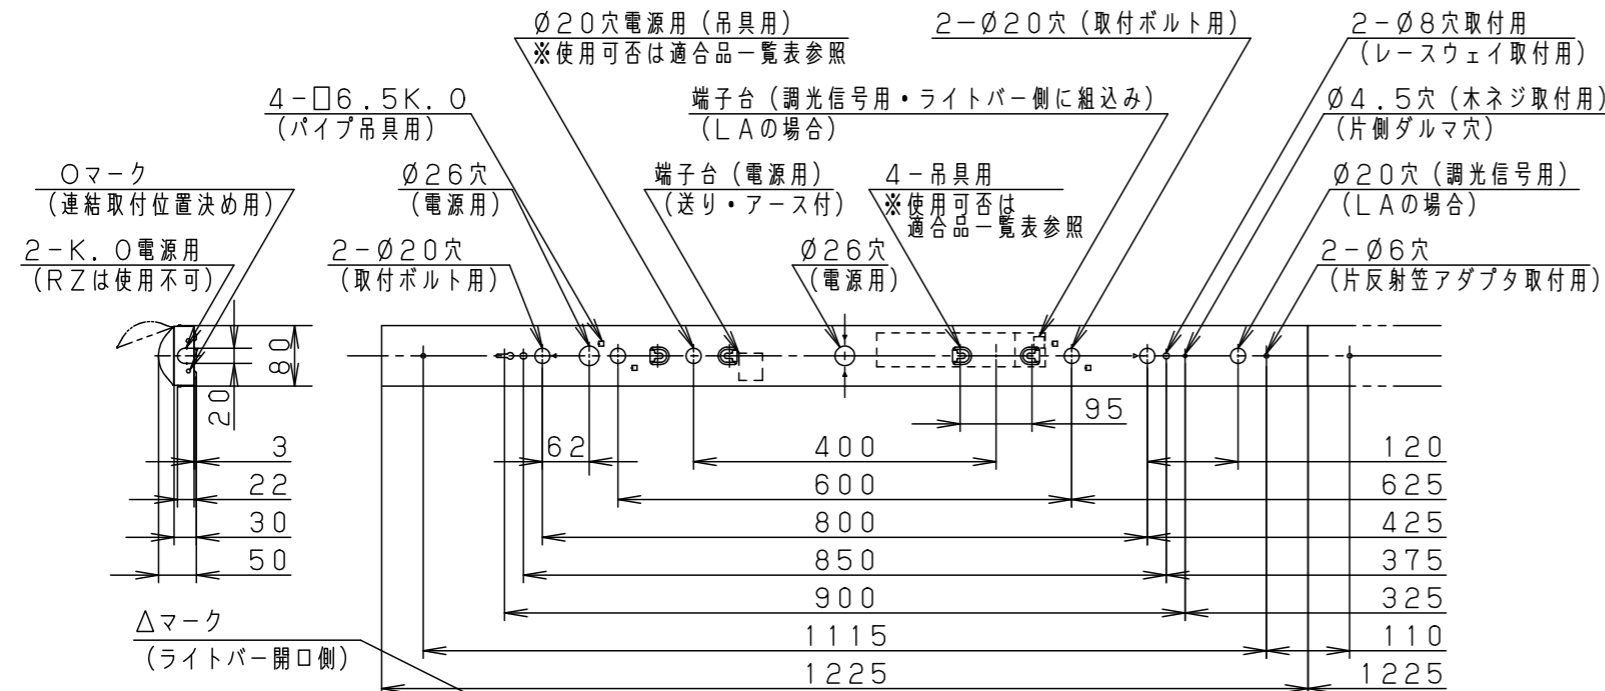 Ø20穴電源用（吊具用）
※使用可否は適合品一覧表参照
2-Ø20穴（取付ボルト用）
2-Ø8穴取付用
（レースウェイ取付用）
4-□6.5K.O
（パイプ吊具用）
端子台（調光信号用・ライトバー側に組込み）
（LAの場合）
Ø4.5穴（木ネジ取付用）
（片側ダルマ穴）
Oマーク
（連結取付位置決め用）
Ø26穴
（電源用）
端子台（電源用）
（送り・アース付）
4-吊具用
※使用可否は
適合品一覧表参照
Ø20穴（調光信号用）
（LAの場合）
2-K.O電源用
（RZは使用不可）
2-Ø20穴
（取付ボルト用）
Ø26穴
（電源用）
2-Ø6穴
（片反射笠アダプタ取付用）
80
20
95
3
62
400
120
22
600
625
30
800
425
50
850
375
900
325
△マーク
（ライトバー開口側）
1115
110
1225
1225